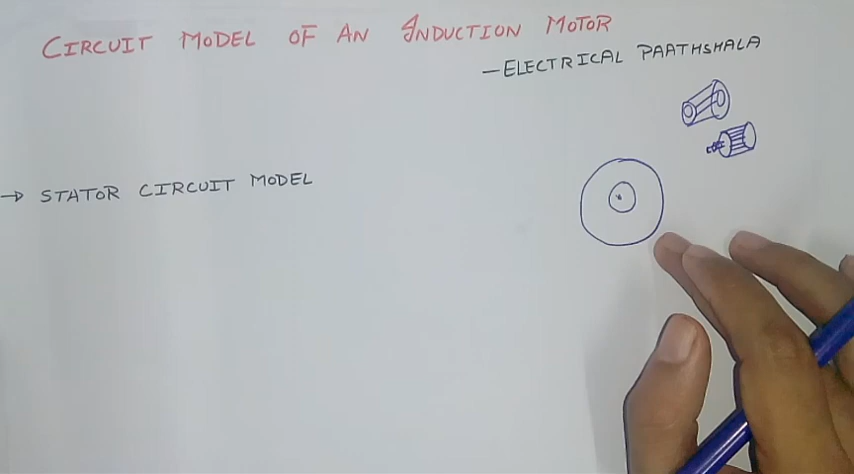 CIRCUIT MODEL OF AN INDUCTION MOTOR
-ELECTRICAL PAATHSHALA
→ STATOR CIRCUIT MODEL